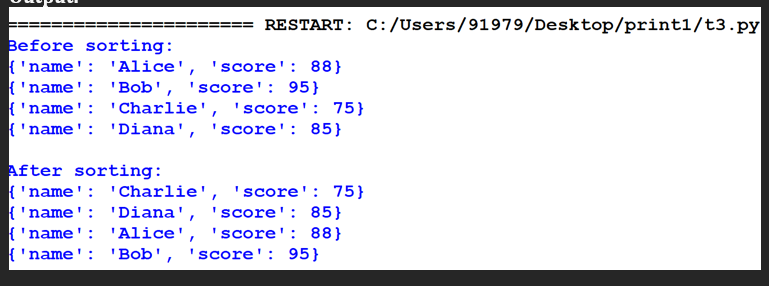 Output:
====================== RESTART: C:/Users/91979/Desktop/print1/t3.py
Before sorting:
{'name': 'Alice', 'score': 88}
{'name': 'Bob', 'score': 95}
{'name': 'Charlie', 'score': 75}
{'name': 'Diana', 'score': 85}

After sorting:
{'name': 'Charlie', 'score': 75}
{'name': 'Diana', 'score': 85}
{'name': 'Alice', 'score': 88}
{'name': 'Bob', 'score': 95}